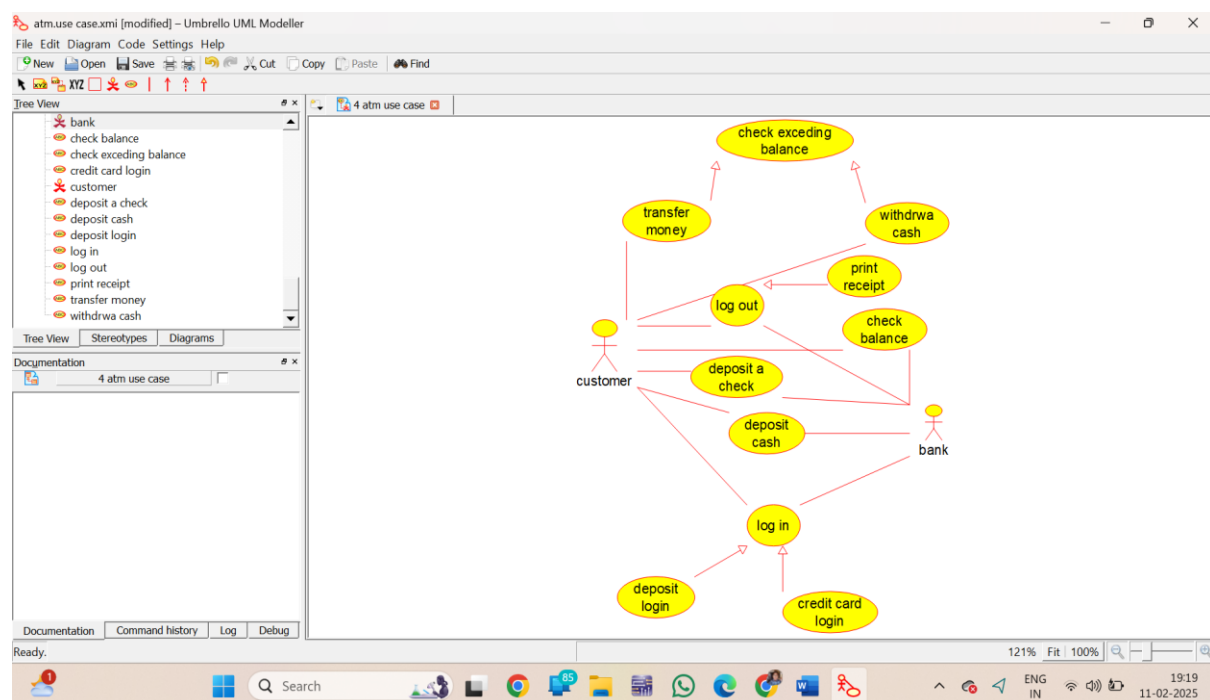 atm.use case.xmi [modified] – Umbrello UML Modeller
File Edit Diagram Code Settings Help
New Open Save Cut Copy Paste Find
XYZ
Tree View
4 atm use case
bank
check balance
check exceding balance
credit card login
customer
deposit a check
deposit cash
deposit login
log in
log out
print receipt
transfer money
withdrwa cash
Tree View Stereotypes Diagrams
Documentation
4 atm use case
Documentation Command history Log Debug
check exceding
balance
transfer
money
withdrwa
cash
print
receipt
log out
check
balance
customer
deposit a
check
deposit
cash
bank
log in
deposit
login
credit card
login
Ready.
121% Fit 100%
1
Search
85
ENG
IN
19:19
11-02-2025